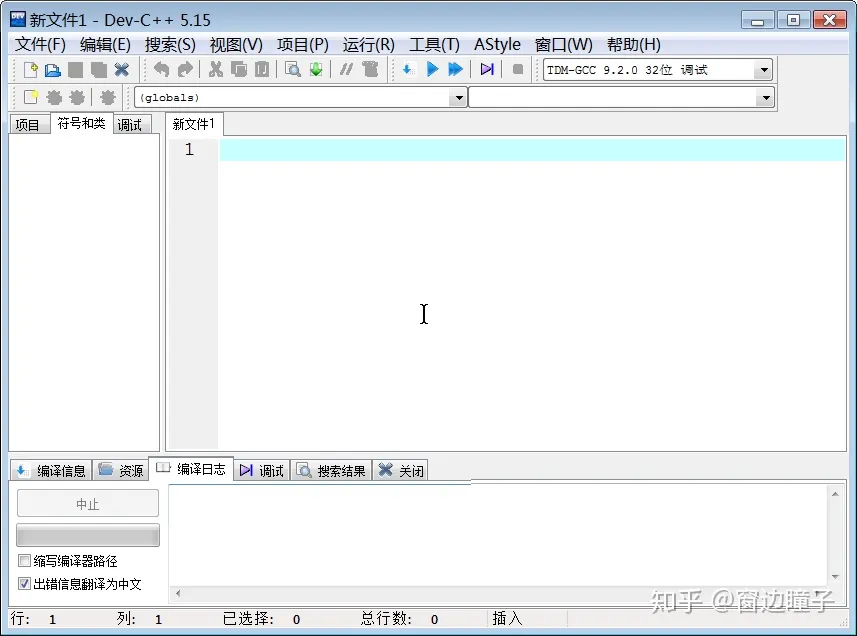 新文件1 - Dev-C++ 5.15
文件(F) 编辑(E) 搜索(S) 视图(V) 项目(P) 运行(R) 工具(T) AStyle 窗口(W) 帮助(H)
TDM-GCC 9.2.0 32位 调试
(globals)
项目 符号和类 调试 新文件1
1
编译信息 资源 编译日志 调试 搜索结果 关闭
中止
缩写编译器路径
出错信息翻译为中文
知乎 @窗边瞳子
行: 1 列: 1 已选择: 0 总行数: 0 插入